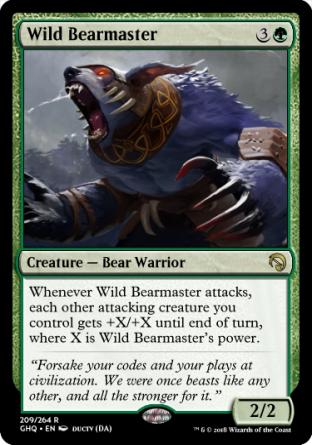 Wild Bearmaster 3
Creature — Bear Warrior
Whenever Wild Bearmaster attacks,
each other attacking creature you
control gets +X/+X until end of turn,
where X is Wild Bearmaster's power.
“Forsake your codes and your plays at
civilization. We were once beasts like any
other, and all the stronger for it.”
2/2
209/264 R
GHQ • EN DUCTY (DA) ™ & © 2018 Wizards of the Coast